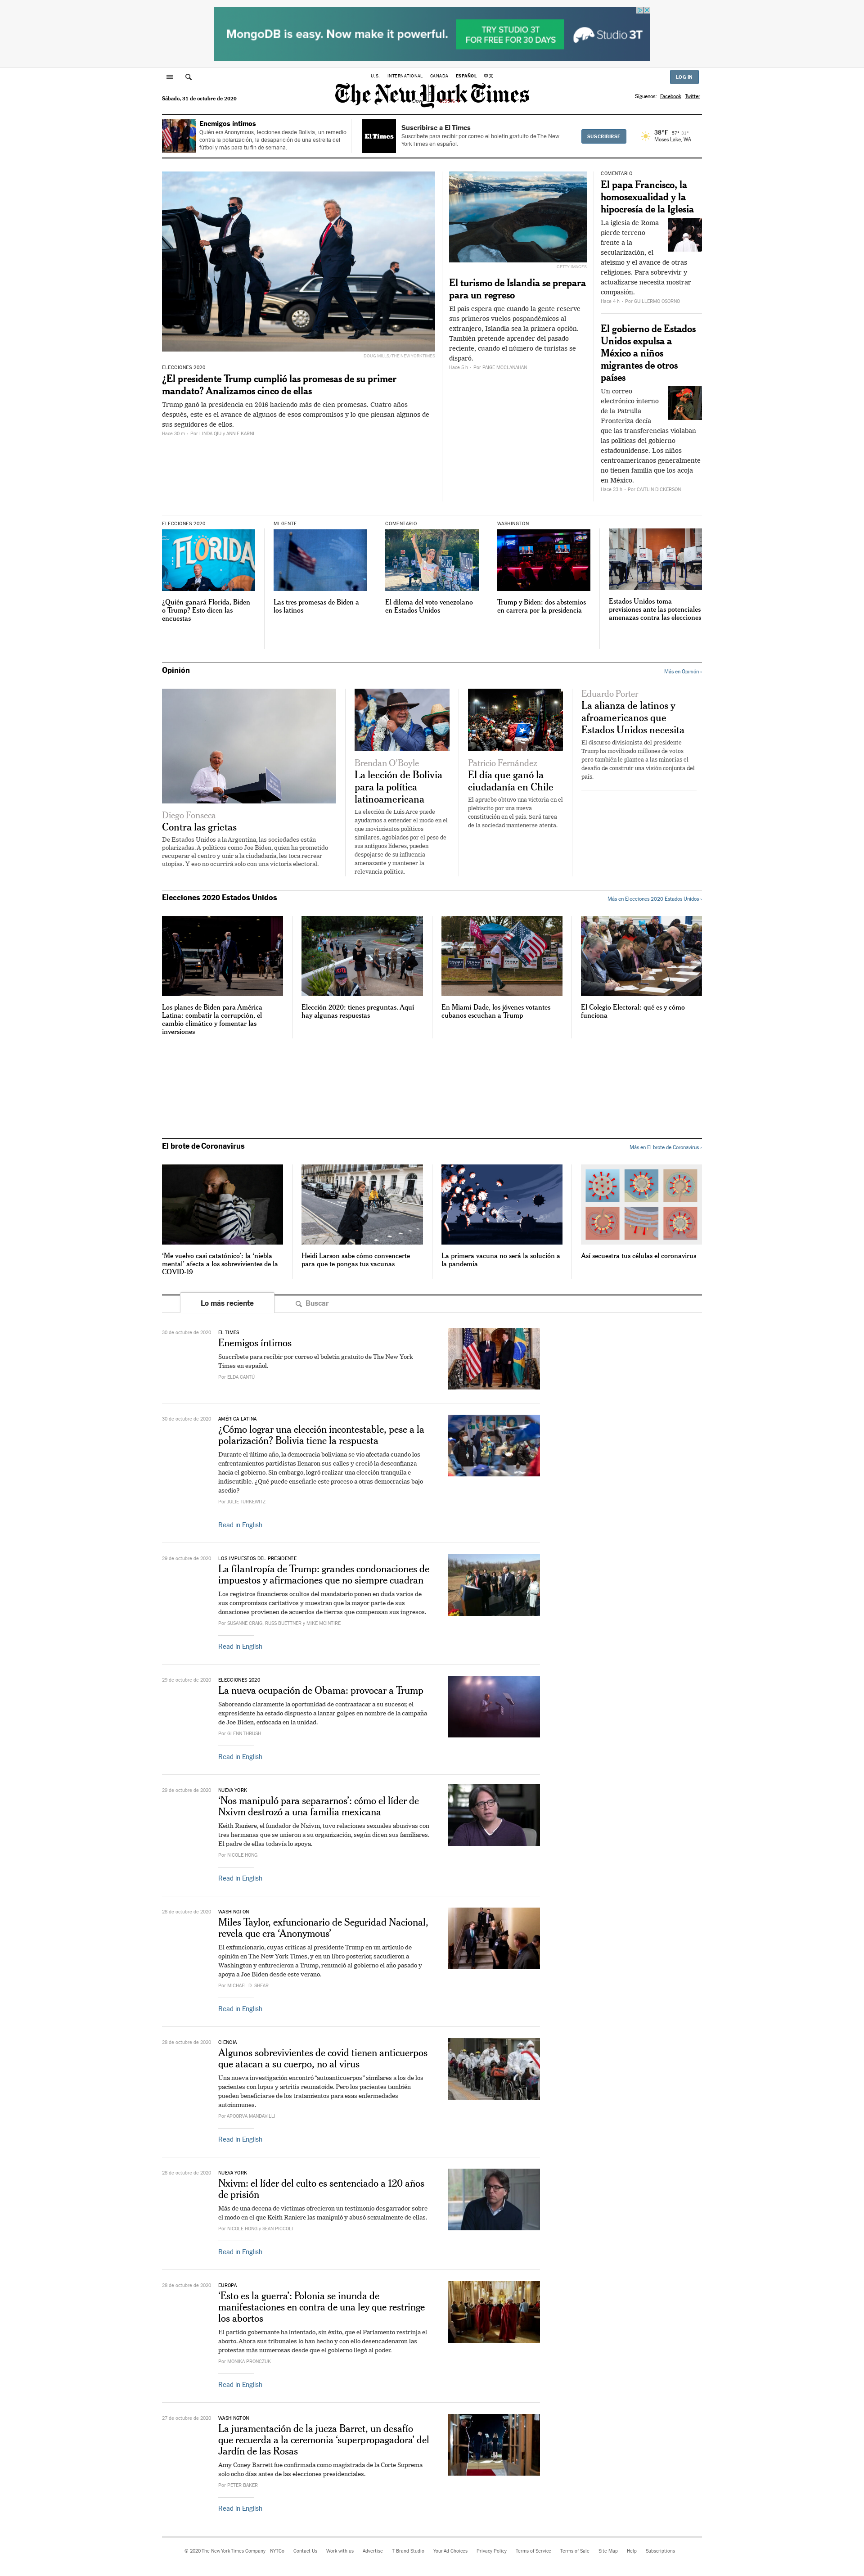 MongoDB is easy. Now make it powerful.
TRY STUDIO 3T
FOR FREE FOR 30 DAYS
STUDIO 3T
U.S.
INTERNATIONAL
CANADA
ESPAÑOL
中文
LOG IN
The New York Times
Sábado, 31 de octubre de 2020
Síguenos:
Facebook
Twitter
Enemigos íntimos
Quién era Anonymous, lecciones desde Bolivia, un remedio
contra la polarización, la desaparición de una estrella del
fútbol y más para tu fin de semana.
El Times
Suscribirse a El Times
Suscríbete para recibir por correo el boletín gratuito de The New
York Times en español.
SUSCRIBIRSE
38°F 57° 31°
Moses Lake, WA
DOUG MILLS/THE NEW YORK TIMES
ELECCIONES 2020
¿El presidente Trump cumplió las promesas de su primer
mandato? Analizamos cinco de ellas
Trump ganó la presidencia en 2016 haciendo más de cien promesas. Cuatro años
después, este es el avance de algunos de esos compromisos y lo que piensan algunos de
sus seguidores de ellos.
Hace 30 m – Por LINDA QIU y ANNIE KARNI
GETTY IMAGES
El turismo de Islandia se prepara
para un regreso
El país espera que cuando la gente reserve
sus primeros vuelos pospandémicos al
extranjero, Islandia sea la primera opción.
También pretende aprender del pasado
reciente, cuando el número de turistas se
disparó.
Hace 5 h – Por PAIGE MCCLANAHAN
COMENTARIO
El papa Francisco, la
homosexualidad y la
hipocresía de la Iglesia
La iglesia de Roma
pierde terreno
frente a la
secularización, el
ateísmo y el avance de otras
religiones. Para sobrevivir y
actualizarse necesita mostrar
compasión.
Hace 4 h – Por GUILLERMO OSORNO
El gobierno de Estados
Unidos expulsa a
México a niños
migrantes de otros
países
Un correo
electrónico interno
de la Patrulla
Fronteriza decía
que las transferencias violaban
las políticas del gobierno
estadounidense. Los niños
centroamericanos generalmente
no tienen familia que los acoja
en México.
Hace 23 h – Por CAITLIN DICKERSON
ELECCIONES 2020
FLORIDA
¿Quién ganará Florida, Biden
o Trump? Esto dicen las
encuestas
MI GENTE
Las tres promesas de Biden a
los latinos
COMENTARIO
El dilema del voto venezolano
en Estados Unidos
WASHINGTON
Trump y Biden: dos abstemios
en carrera por la presidencia
Estados Unidos toma
previsiones ante las potenciales
amenazas contra las elecciones
Opinión
Más en Opinión ›
Diego Fonseca
Contra las grietas
De Estados Unidos a la Argentina, las sociedades están
polarizadas. A políticos como Joe Biden, quien ha prometido
recuperar el centro y unir a la ciudadanía, les toca recrear
utopías. Y eso no ocurrirá solo con una victoria electoral.
Brendan O'Boyle
La lección de Bolivia
para la política
latinoamericana
La elección de Luis Arce puede
ayudarnos a entender el modo en el
que movimientos políticos
similares, agobiados por el peso de
sus antiguos líderes, pueden
despojarse de su influencia
amenazante y mantener la
relevancia política.
Patricio Fernández
El día que ganó la
ciudadanía en Chile
El apruebo obtuvo una victoria en el
plebiscito por una nueva
constitución en el país. Será tarea
de la sociedad mantenerse atenta.
Eduardo Porter
La alianza de latinos y
afroamericanos que
Estados Unidos necesita
El discurso divisionista del presidente
Trump ha movilizado millones de votos
pero también le plantea a las minorías el
desafío de construir una visión conjunta del
país.
Elecciones 2020 Estados Unidos
Más en Elecciones 2020 Estados Unidos ›
Los planes de Biden para América
Latina: combatir la corrupción, el
cambio climático y fomentar las
inversiones
Elección 2020: tienes preguntas. Aquí
hay algunas respuestas
En Miami-Dade, los jóvenes votantes
cubanos escuchan a Trump
El Colegio Electoral: qué es y cómo
funciona
El brote de Coronavirus
Más en El brote de Coronavirus ›
'Me vuelvo casi catatónico': la 'niebla
mental' afecta a los sobrevivientes de la
COVID-19
Heidi Larson sabe cómo convencerte
para que te pongas tus vacunas
La primera vacuna no será la solución a
la pandemia
Así secuestra tus células el coronavirus
Lo más reciente
Buscar
30 de octubre de 2020
EL TIMES
Enemigos íntimos
Suscríbete para recibir por correo el boletín gratuito de The New York
Times en español.
Por ELDA CANTÚ
30 de octubre de 2020
AMÉRICA LATINA
¿Cómo lograr una elección incontestable, pese a la
polarización? Bolivia tiene la respuesta
Durante el último año, la democracia boliviana se vio afectada cuando los
enfrentamientos partidistas llenaron sus calles y creció la desconfianza
hacia el gobierno. Sin embargo, logró realizar una elección tranquila e
indiscutible. ¿Qué puede enseñarle este proceso a otras democracias bajo
asedio?
Por JULIE TURKEWITZ
Read in English
29 de octubre de 2020
LOS IMPUESTOS DEL PRESIDENTE
La filantropía de Trump: grandes condonaciones de
impuestos y afirmaciones que no siempre cuadran
Los registros financieros ocultos del mandatario ponen en duda varios de
sus compromisos caritativos y muestran que la mayor parte de sus
donaciones provienen de acuerdos de tierras que compensan sus ingresos.
Por SUSANNE CRAIG, RUSS BUETTNER y MIKE MCINTIRE
Read in English
29 de octubre de 2020
ELECCIONES 2020
La nueva ocupación de Obama: provocar a Trump
Saboreando claramente la oportunidad de contraatacar a su sucesor, el
expresidente ha estado dispuesto a lanzar golpes en nombre de la campaña
de Joe Biden, enfocada en la unidad.
Por GLENN THRUSH
Read in English
29 de octubre de 2020
NUEVA YORK
'Nos manipuló para separarnos': cómo el líder de
Nxivm destrozó a una familia mexicana
Keith Raniere, el fundador de Nxivm, tuvo relaciones sexuales abusivas con
tres hermanas que se unieron a su organización, según dicen sus familiares.
El padre de ellas todavía lo apoya.
Por NICOLE HONG
Read in English
28 de octubre de 2020
WASHINGTON
Miles Taylor, exfuncionario de Seguridad Nacional,
revela que era 'Anonymous'
El exfuncionario, cuyas críticas al presidente Trump en un artículo de
opinión en The New York Times, y en un libro posterior, sacudieron a
Washington y enfurecieron a Trump, renunció al gobierno el año pasado y
apoya a Joe Biden desde este verano.
Por MICHAEL D. SHEAR
Read in English
28 de octubre de 2020
CIENCIA
Algunos sobrevivientes de covid tienen anticuerpos
que atacan a su cuerpo, no al virus
Una nueva investigación encontró "autoanticuerpos" similares a los de los
pacientes con lupus y artritis reumatoide. Pero los pacientes también
pueden beneficiarse de los tratamientos para esas enfermedades
autoinmunes.
Por APOORVA MANDAVILLI
Read in English
28 de octubre de 2020
NUEVA YORK
Nxivm: el líder del culto es sentenciado a 120 años
de prisión
Más de una decena de víctimas ofrecieron un testimonio desgarrador sobre
el modo en el que Keith Raniere las manipuló y abusó sexualmente de ellas.
Por NICOLE HONG y SEAN PICCOLI
Read in English
28 de octubre de 2020
EUROPA
'Esto es la guerra': Polonia se inunda de
manifestaciones en contra de una ley que restringe
los abortos
El partido gobernante ha intentado, sin éxito, que el Parlamento restrinja el
aborto. Ahora sus tribunales lo han hecho y con ello desencadenaron las
protestas más numerosas desde que el gobierno llegó al poder.
Por MONIKA PRONCZUK
Read in English
27 de octubre de 2020
WASHINGTON
La juramentación de la jueza Barret, un desafío
que recuerda a la ceremonia 'superpropagadora' del
Jardín de las Rosas
Amy Coney Barrett fue confirmada como magistrada de la Corte Suprema
solo ocho días antes de las elecciones presidenciales.
Por PETER BAKER
Read in English
© 2020 The New York Times Company
NYTCo
Contact Us
Work with us
Advertise
T Brand Studio
Your Ad Choices
Privacy Policy
Terms of Service
Terms of Sale
Site Map
Help
Subscriptions